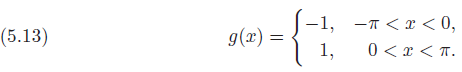 (5.13) g(x) = { −1, −π < x < 0,
1, 0 < x < π.